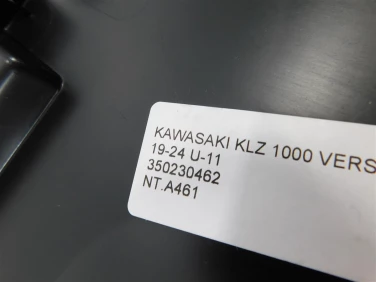 KAWASAKI KLZ 1000 VERS
19-24 U-11
350230462
NT.A461